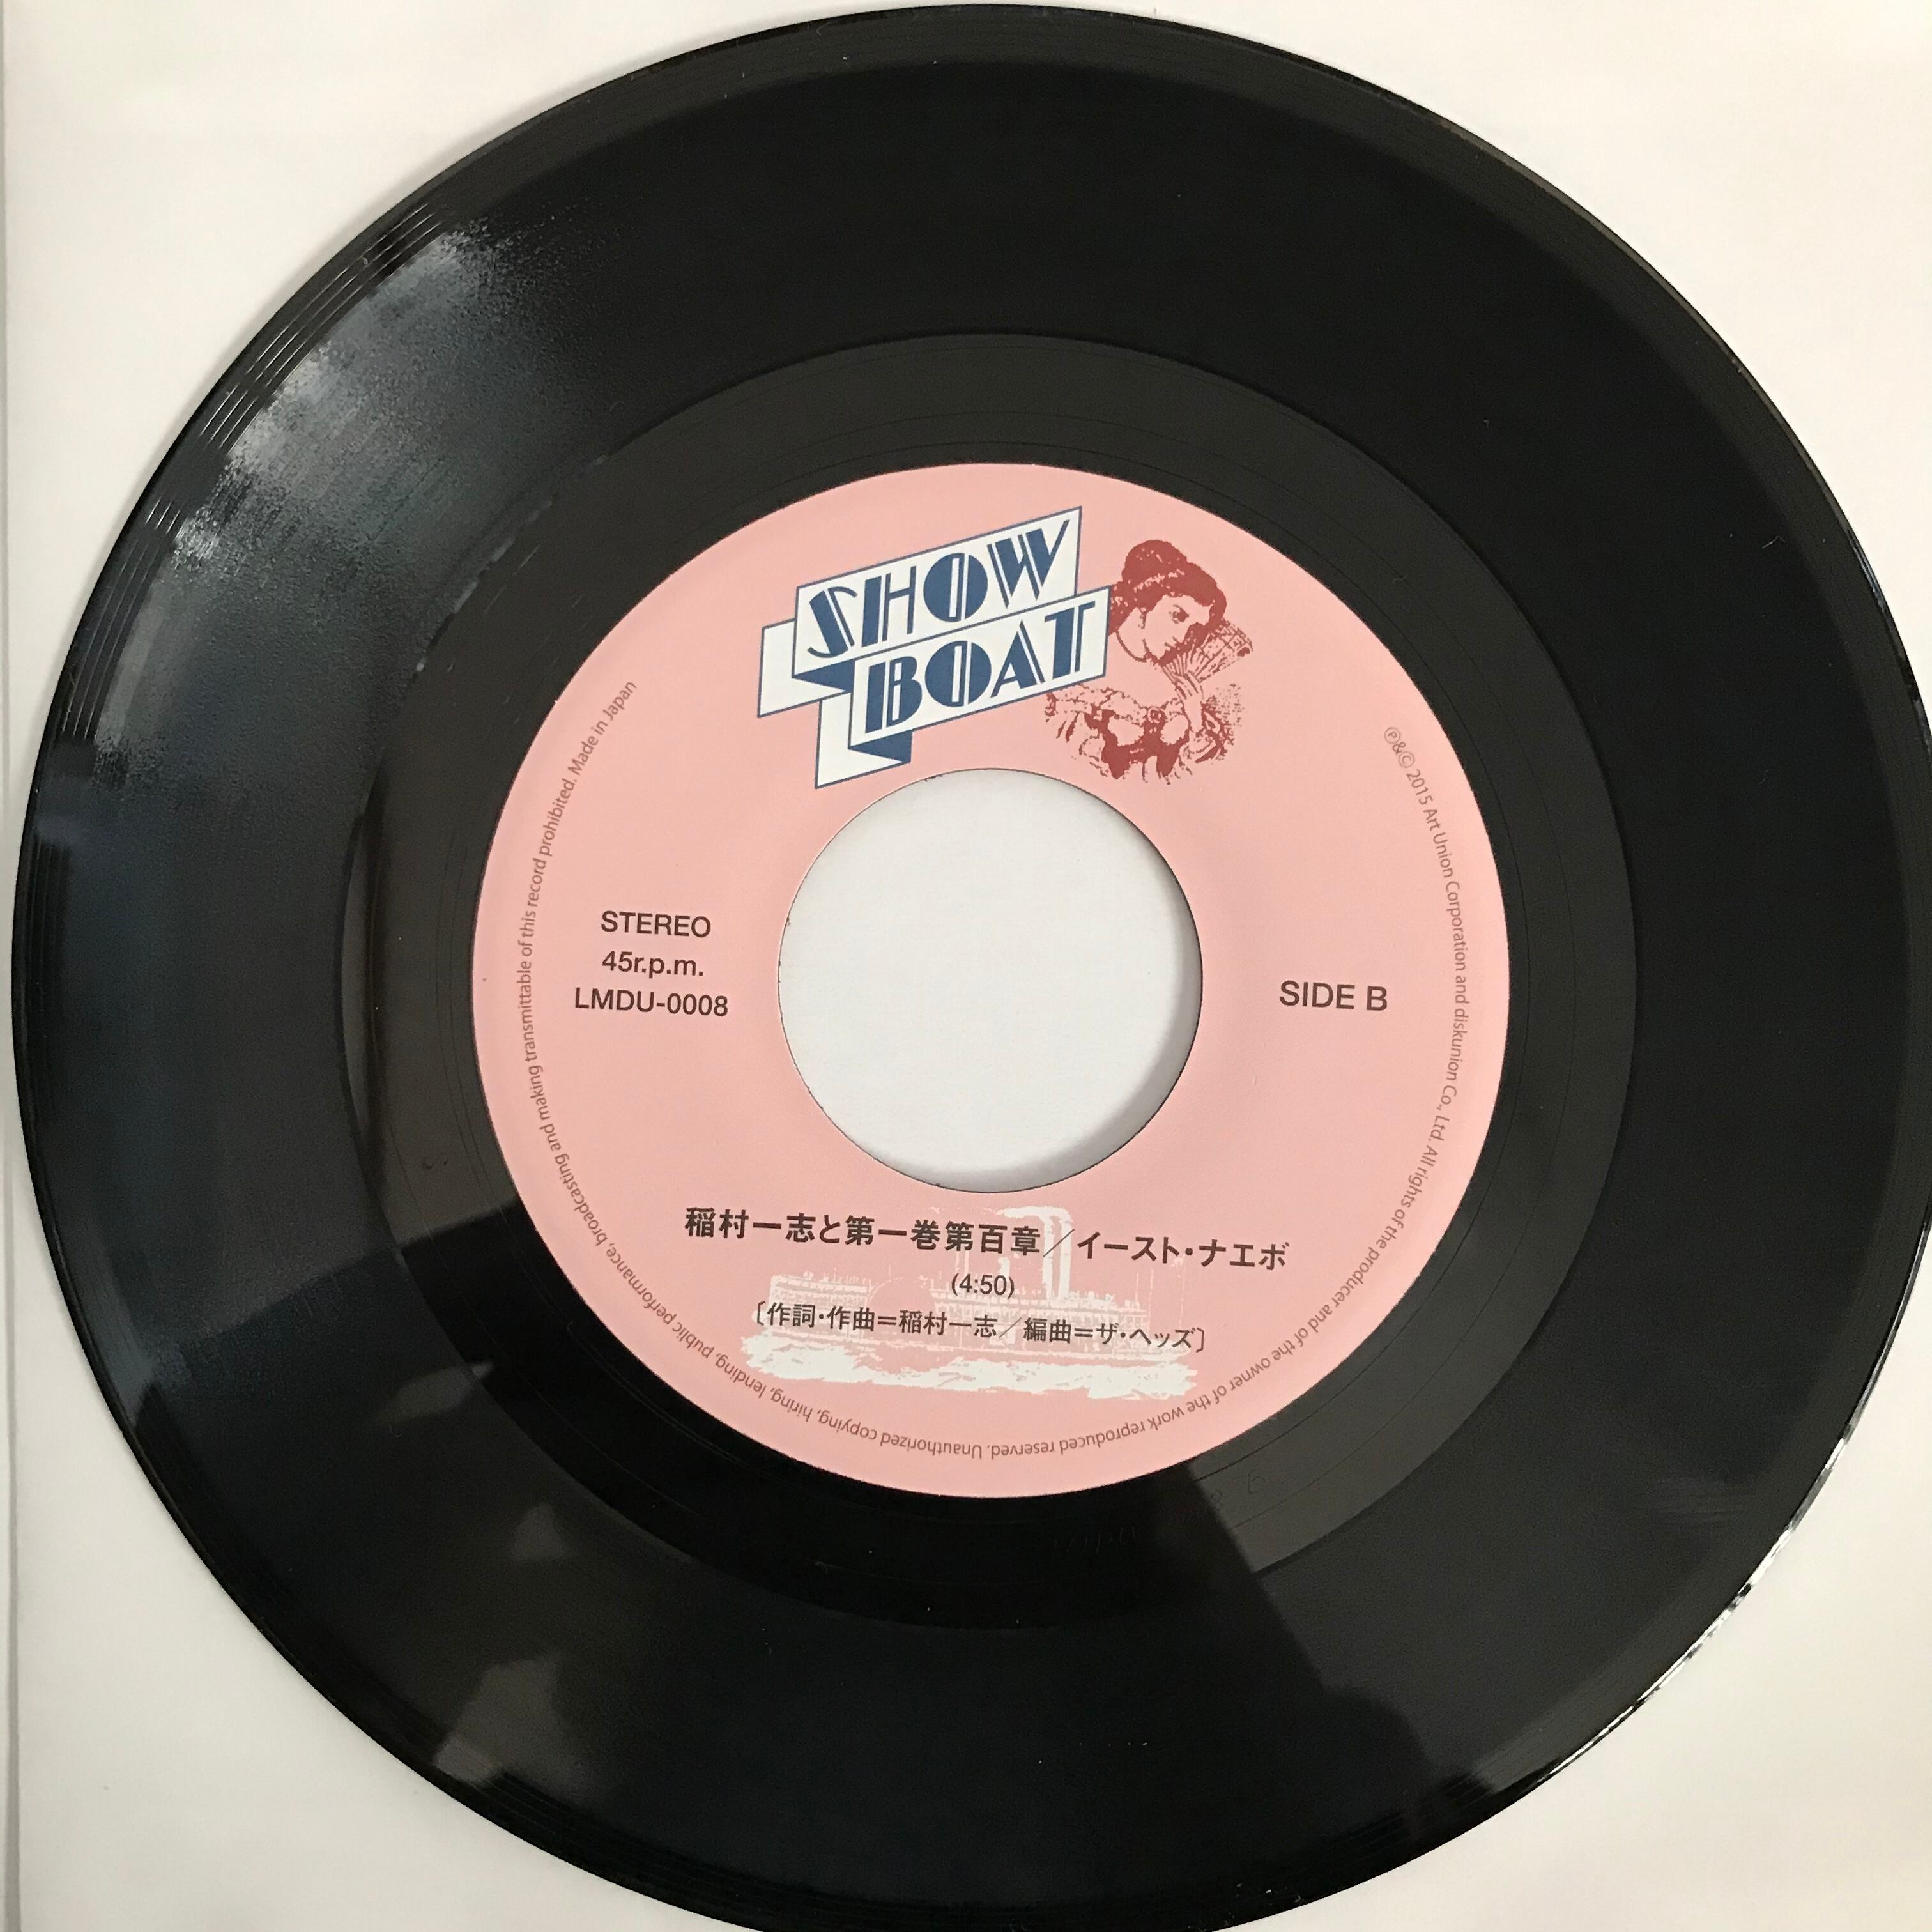 SHOW
BOAT
STEREO
45r.p.m.
LMDU-0008
SIDE B
稲村一志と第一巻第百章／イースト・ナエボ
(4:50)
〔作詞・作曲＝稲村一志／編曲＝ザ・ヘッズ〕
℗&© 2015 Art Union Corporation and diskunion Co., Ltd. All rights of the producer and of the owner of the work reproduced reserved. Unauthorized copying, hiring, lending, public performance, broadcasting and making transmittable of this record prohibited. Made in Japan